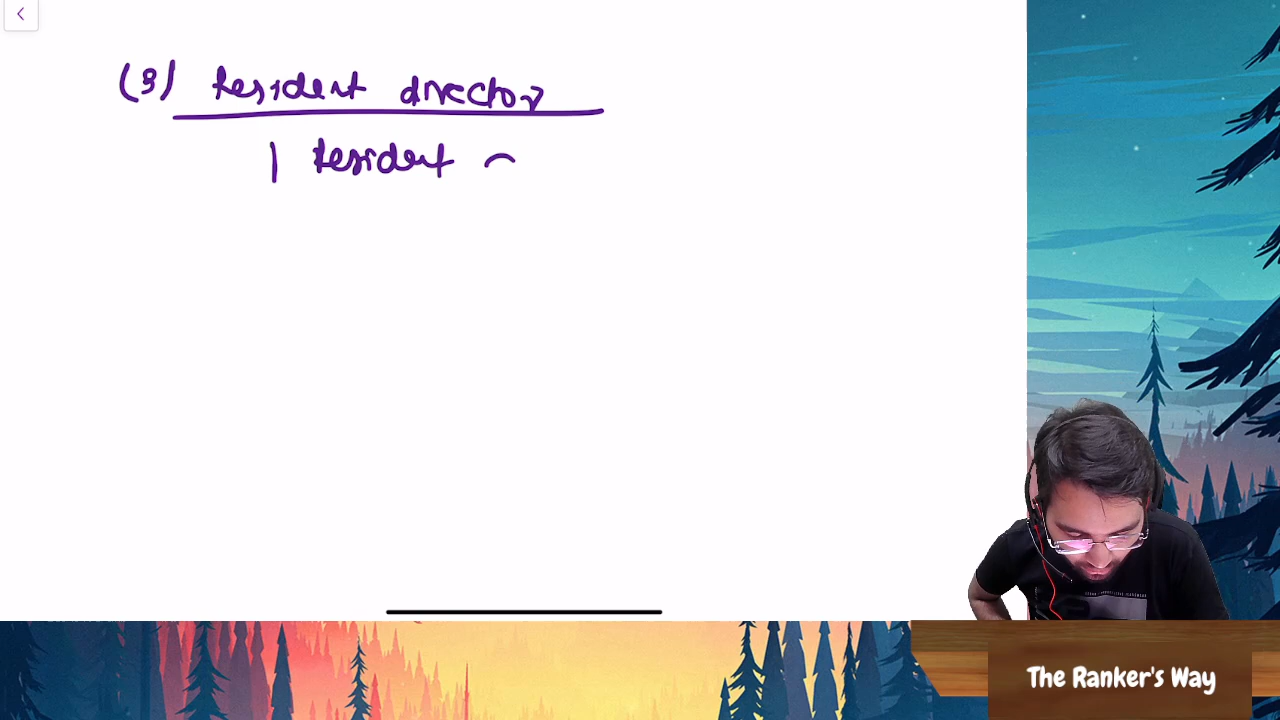 (3) Resident director
1 Resident
The Ranker's Way